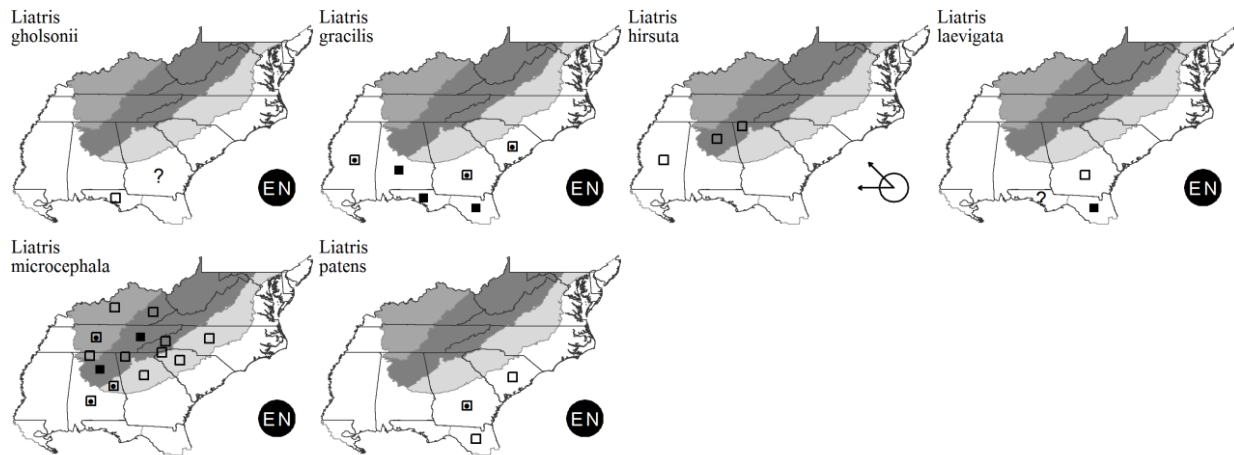 Liatris
gholsonii
?
EN
Liatris
gracilis
EN
Liatris
hirsuta
Liatris
laevigata
?
EN
Liatris
microcephala
EN
Liatris
patens
EN